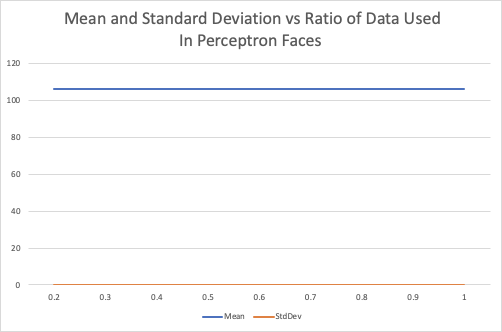 Mean and Standard Deviation vs Ratio of Data Used
In Perceptron Faces
120
100
80
60
40
20
0
0.2 0.3 0.4 0.5 0.6 0.7 0.8 0.9 1
Mean StdDev